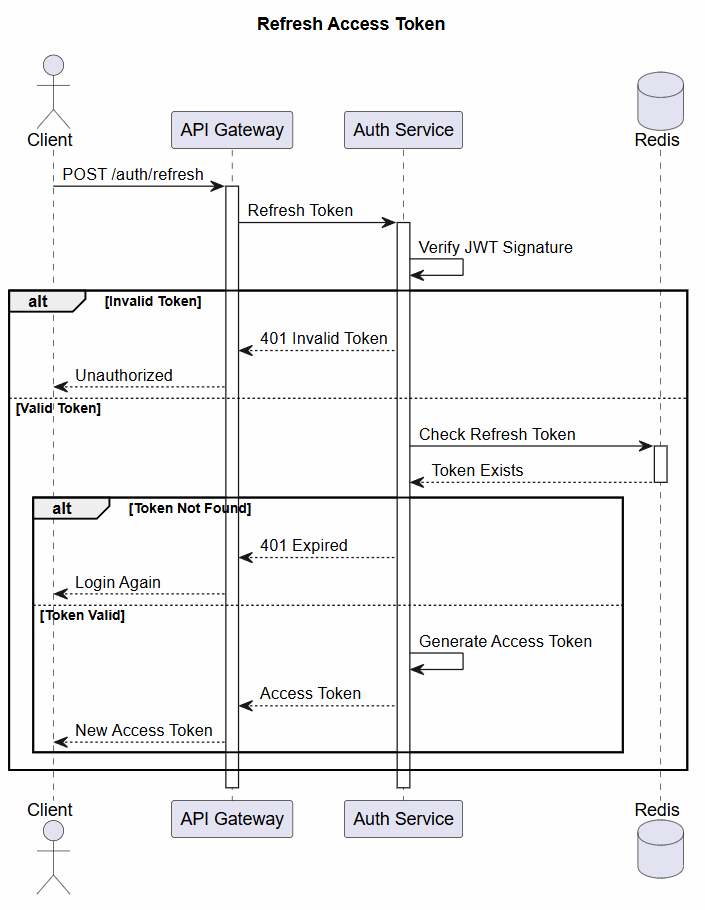 Refresh Access Token
Client
API Gateway
Auth Service
Redis
POST /auth/refresh
Refresh Token
Verify JWT Signature
alt
[Invalid Token]
401 Invalid Token
Unauthorized
[Valid Token]
Check Refresh Token
Token Exists
alt
[Token Not Found]
401 Expired
Login Again
[Token Valid]
Generate Access Token
Access Token
New Access Token
Client
API Gateway
Auth Service
Redis